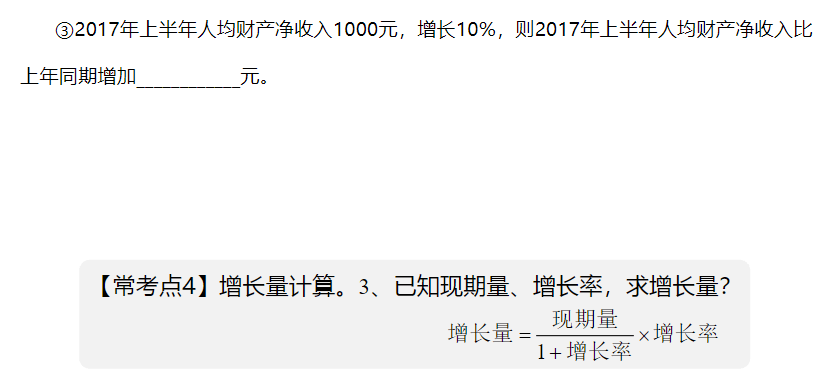 ③2017年上半年人均财产净收入1000元，增长10%，则2017年上半年人均财产净收入比
上年同期增加____________元。
【常考点4】增长量计算。3、已知现期量、增长率，求增长量？
增长量 = 现期量 / (1 + 增长率) × 增长率